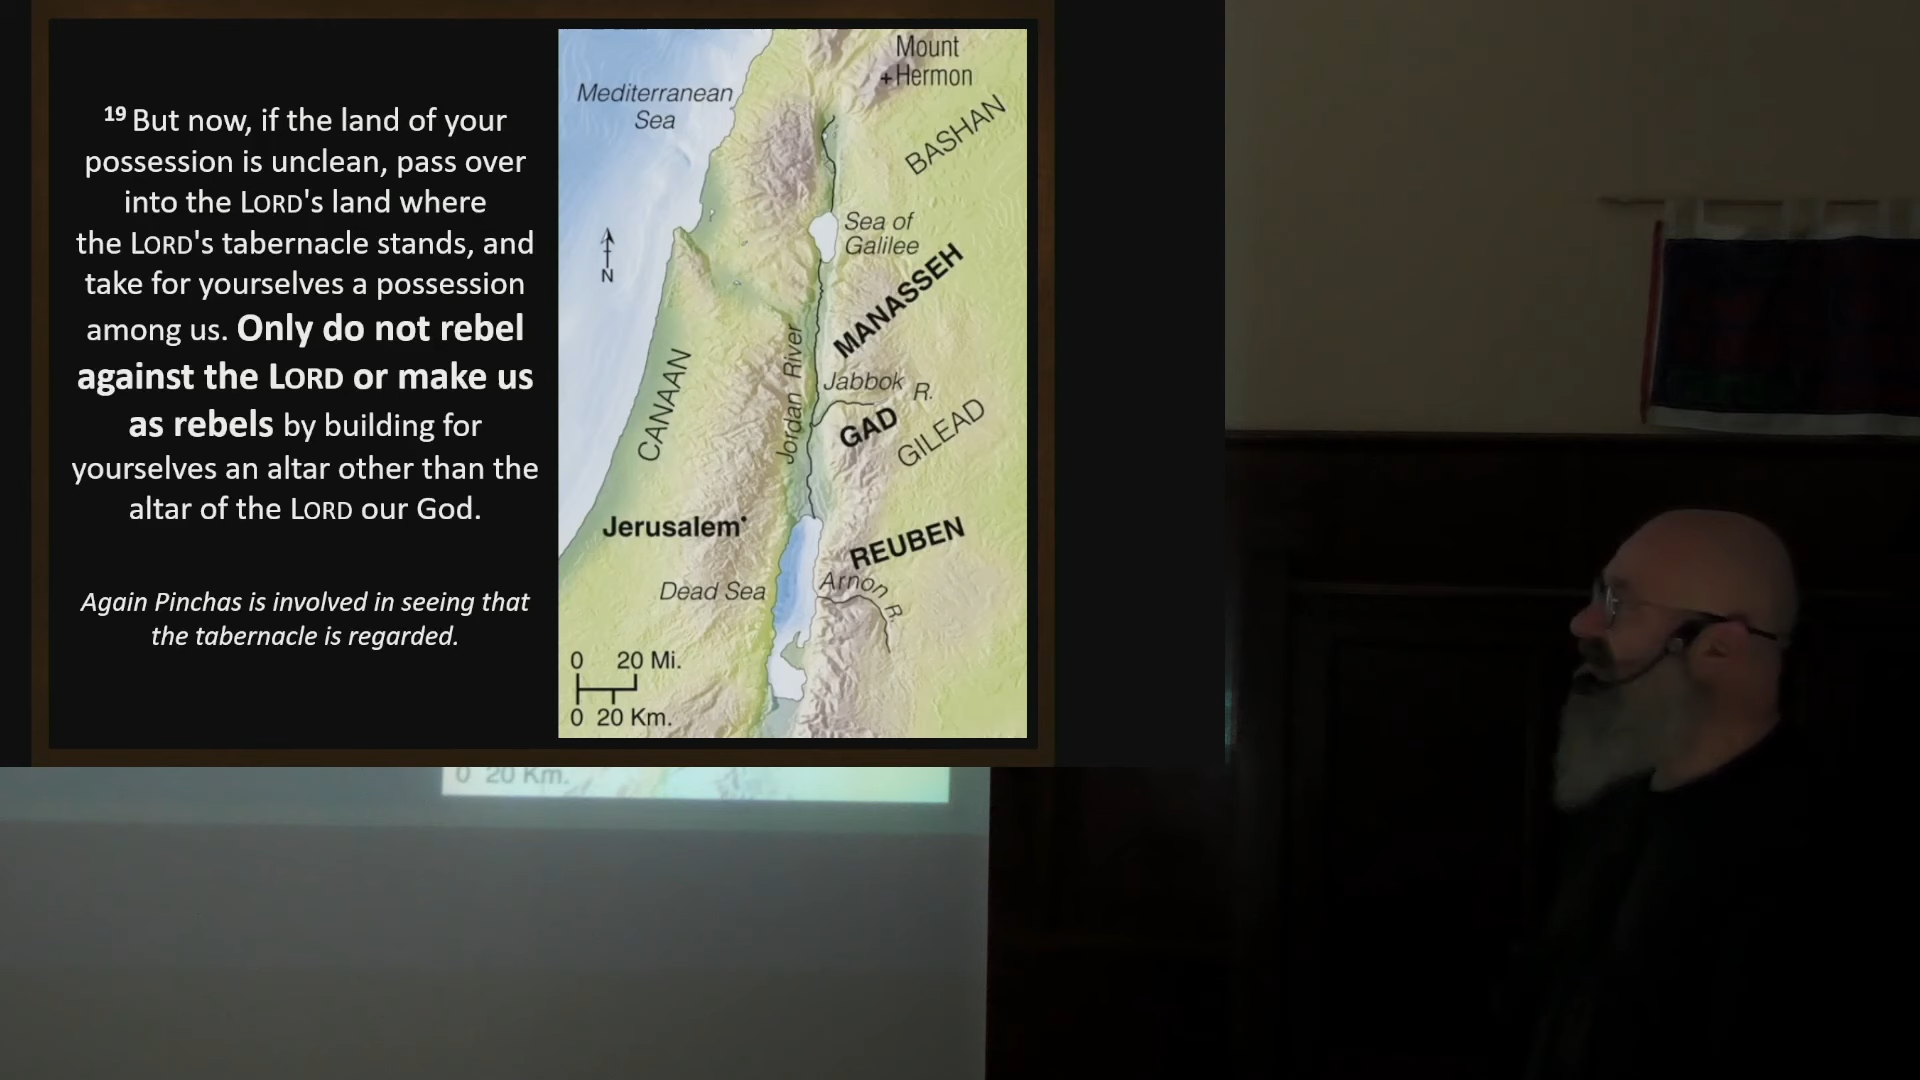 19 But now, if the land of your
possession is unclean, pass over
into the LORD's land where
the LORD's tabernacle stands, and
take for yourselves a possession
among us. Only do not rebel
against the LORD or make us
as rebels by building for
yourselves an altar other than the
altar of the LORD our God.
Again Pinchas is involved in seeing that
the tabernacle is regarded.
Mount
+Hermon
Mediterranean
Sea
BASHAN
Sea of
Galilee
N
MANASSEH
Jordan River
CANAAN
Jabbok R.
GAD
GILEAD
Jerusalem
REUBEN
Dead Sea
Arnon R.
0 20 Mi.
0 20 Km.
0 20 Km.